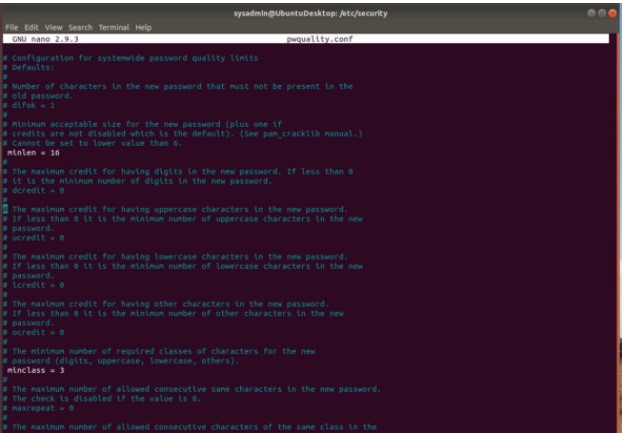 sysadmin@UbuntuDesktop: /etc/security
File Edit View Search Terminal Help
GNU nano 2.9.3 pwquality.conf
# Configuration for systemwide password quality limits
# Defaults:
#
# Number of characters in the new password that must not be present in the
# old password.
# difok = 1
#
# Minimum acceptable size for the new password (plus one if
# credits are not disabled which is the default). (See pam_cracklib manual.)
# Cannot be set to lower value than 6.
minlen = 16
#
# The maximum credit for having digits in the new password. If less than 0
# it is the minimum number of digits in the new password.
# dcredit = 0
#
# The maximum credit for having uppercase characters in the new password.
# If less than 0 it is the minimum number of uppercase characters in the new
# password.
# ucredit = 0
#
# The maximum credit for having lowercase characters in the new password.
# If less than 0 it is the minimum number of lowercase characters in the new
# password.
# lcredit = 0
#
# The maximum credit for having other characters in the new password.
# If less than 0 it is the minimum number of other characters in the new
# password.
# ocredit = 0
#
# The minimum number of required classes of characters for the new
# password (digits, uppercase, lowercase, others).
minclass = 3
#
# The maximum number of allowed consecutive same characters in the new password.
# The check is disabled if the value is 0.
# maxrepeat = 0
#
# The maximum number of allowed consecutive characters of the same class in the